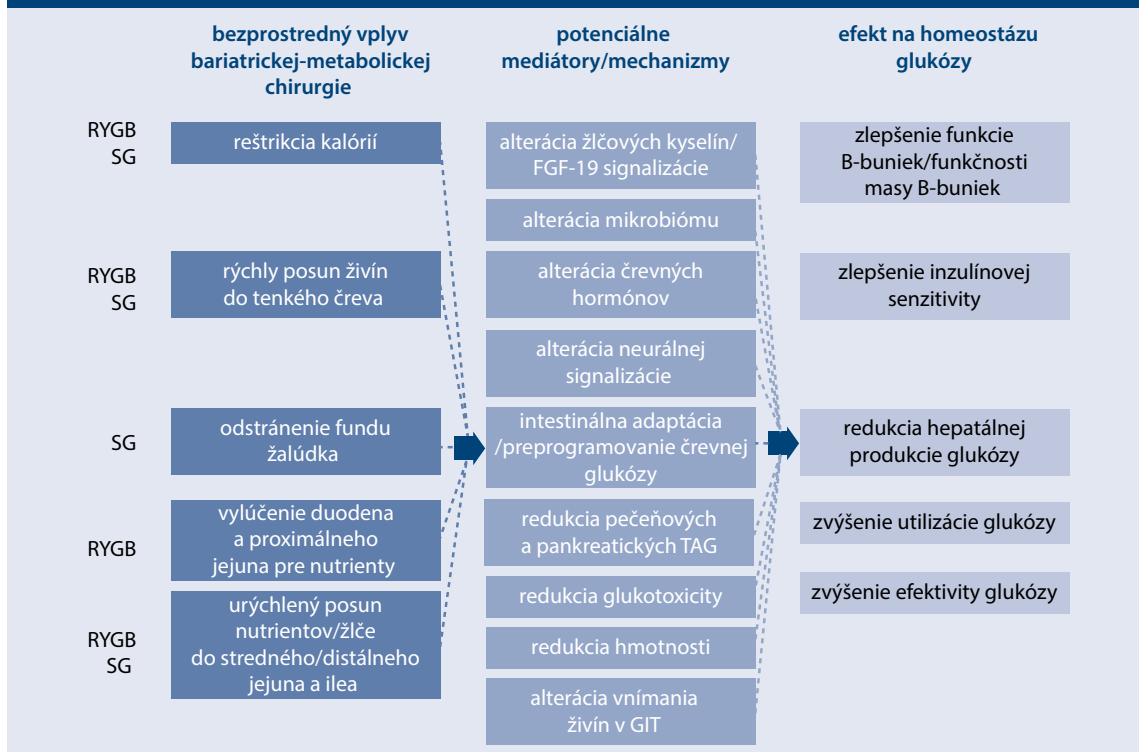 bezprostredný vplyv
bariatrickej-metabolickej
chirurgie
potenciálne
mediátory/mechanizmy
efekt na homeostázu
glukózy
RYGB
SG
reštrikcia kalórií
RYGB
SG
rýchly posun živín
do tenkého čreva
SG
odstránenie fundu
žalúdka
RYGB
vylúčenie duodena
a proximálneho
jejuna pre nutrienty
RYGB
SG
urýchlený posun
nutrientov/žlče
do stredného/distálneho
jejuna a ilea
alterácia žlčových kyselín/
FGF-19 signalizácie
alterácia mikrobiómu
alterácia črevných
hormónov
alterácia neurálnej
signalizácie
intestinálna adaptácia
/preprogramovanie črevnej
glukózy
redukcia pečeňových
a pankreatických TAG
redukcia glukotoxicity
redukcia hmotnosti
alterácia vnímania
živín v GIT
zlepšenie funkcie
B-buniek/funkčnosti
masy B-buniek
zlepšenie inzulínovej
senzitivity
redukcia hepatálnej
produkcie glukózy
zvýšenie utilizácie glukózy
zvýšenie efektivity glukózy